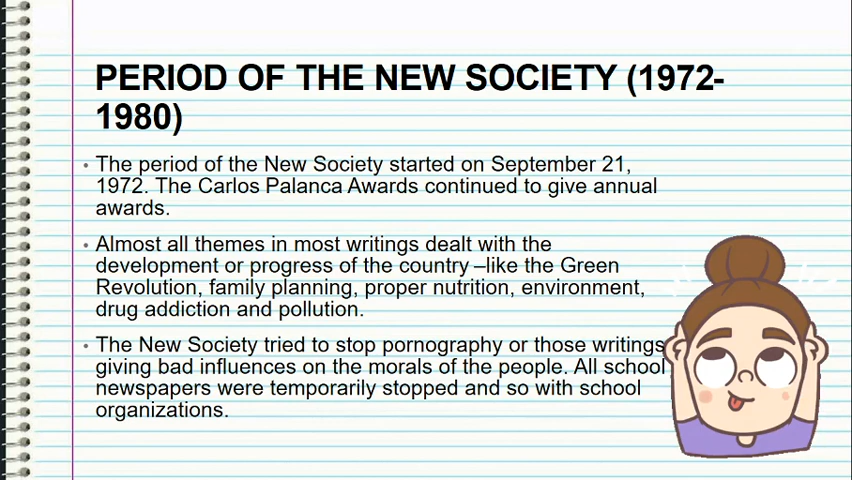 PERIOD OF THE NEW SOCIETY (1972-
1980)
• The period of the New Society started on September 21,
1972. The Carlos Palanca Awards continued to give annual
awards.
• Almost all themes in most writings dealt with the
development or progress of the country –like the Green
Revolution, family planning, proper nutrition, environment,
drug addiction and pollution.
• The New Society tried to stop pornography or those writings
giving bad influences on the morals of the people. All school
newspapers were temporarily stopped and so with school
organizations.